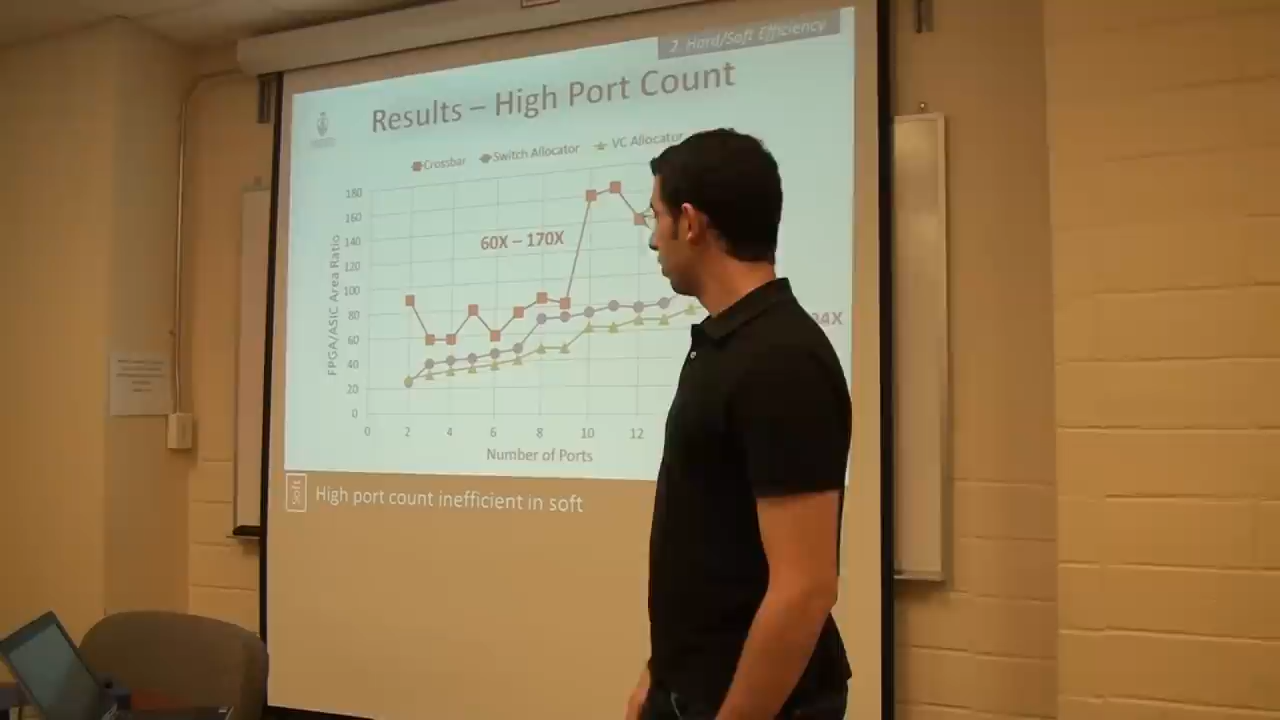 2 Hard/Soft Efficiency
Results – High Port Count
Crossbar Switch Allocator VC Allocator
180
160
140
120
100
80
60
40
20
0
FPGA/ASIC Area Ratio
60X – 170X
94X
0 2 4 6 8 10 12
Number of Ports
Soft High port count inefficient in soft